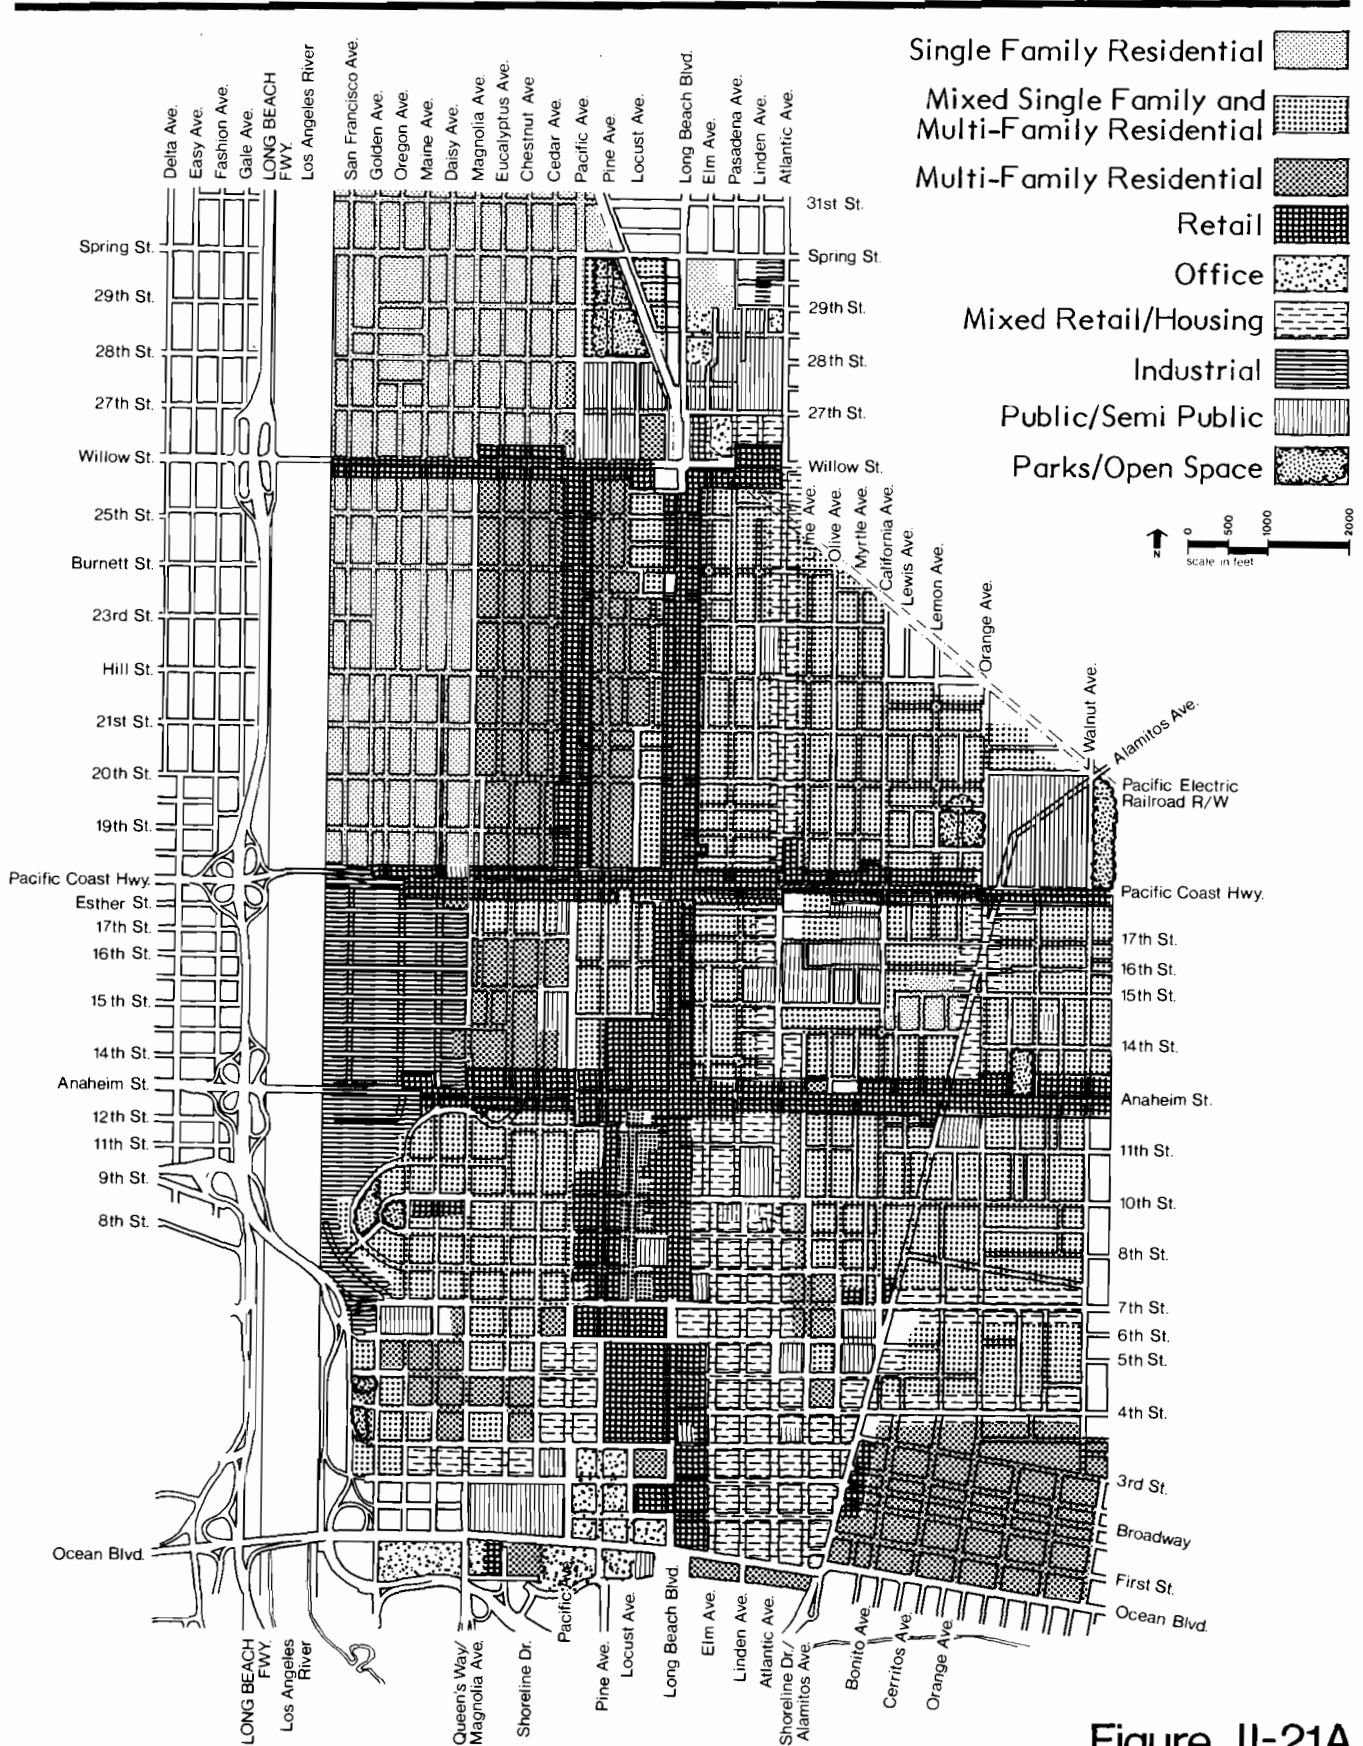 Delta Ave.
Easy Ave.
Fashion Ave.
Gale Ave.
LONG BEACH
FWY.
Los Angeles River
San Francisco Ave.
Golden Ave.
Oregon Ave.
Maine Ave.
Daisy Ave.
Magnolia Ave.
Eucalyptus Ave.
Chestnut Ave
Cedar Ave.
Pacific Ave.
Pine Ave.
Locust Ave.
Long Beach Blvd.
Elm Ave.
Pasadena Ave.
Linden Ave.
Atlantic Ave.
Single Family Residential
Mixed Single Family and
Multi-Family Residential
Multi-Family Residential
Retail
Office
Mixed Retail/Housing
Industrial
Public/Semi Public
Parks/Open Space
N
0
500
1000
2000
scale in feet
Spring St.
29th St.
28th St.
27th St.
Willow St.
25th St.
Burnett St.
23rd St.
Hill St.
21st St.
20th St.
19th St.
Pacific Coast Hwy.
Esther St.
17th St.
16th St.
15th St.
14th St.
Anaheim St.
12th St.
11th St.
9th St.
8th St.
Ocean Blvd.
31st St.
Spring St.
29th St.
28th St.
27th St.
Willow St.
Olive Ave.
Myrtle Ave.
California Ave.
Lewis Ave.
Lemon Ave.
Orange Ave.
Walnut Ave.
Alamitos Ave.
Pacific Electric
Railroad R/W
Pacific Coast Hwy.
17th St.
16th St.
15th St.
14th St.
Anaheim St.
11th St.
10th St.
8th St.
7th St.
6th St.
5th St.
4th St.
3rd St.
Broadway
First St.
Ocean Blvd.
LONG BEACH
FWY.
Los Angeles
River
Queen's Way/
Magnolia Ave.
Shoreline Dr.
Pacific Ave.
Pine Ave.
Locust Ave.
Long Beach Blvd.
Elm Ave.
Linden Ave.
Atlantic Ave.
Shoreline Dr./
Alamitos Ave.
Bonito Ave.
Cerritos Ave.
Orange Ave.
Figure II-21A